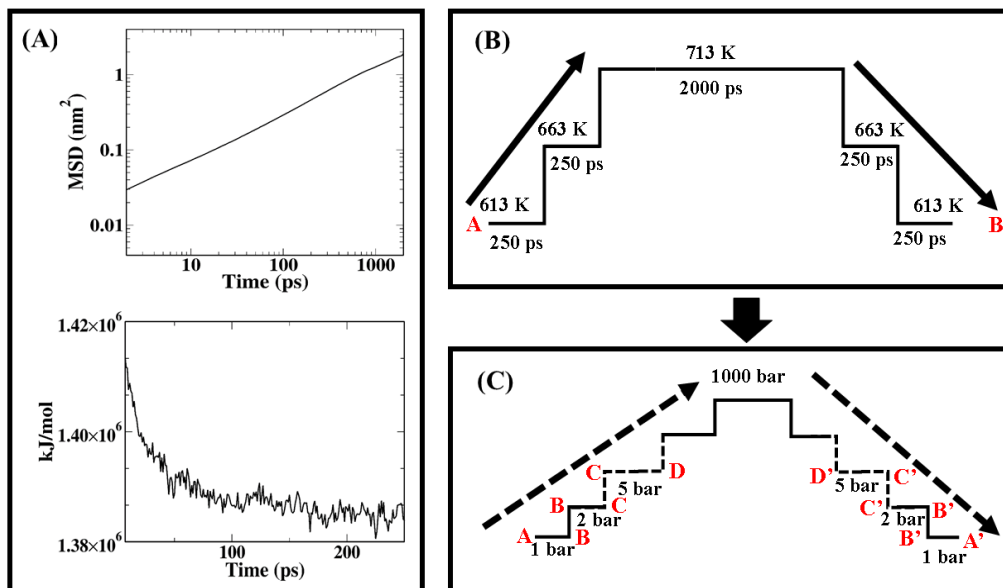 (A)
MSD (nm²)
1
0.1
0.01
10
100
1000
Time (ps)
kJ/mol
1.42×10⁶
1.40×10⁶
1.38×10⁶
100
200
Time (ps)
(B)
713 K
2000 ps
663 K
663 K
250 ps
250 ps
613 K
613 K
A
B
250 ps
250 ps
(C)
1000 bar
C
D
D'
C'
5 bar
5 bar
B
C
C'
B'
2 bar
2 bar
A
B
B'
A'
1 bar
1 bar